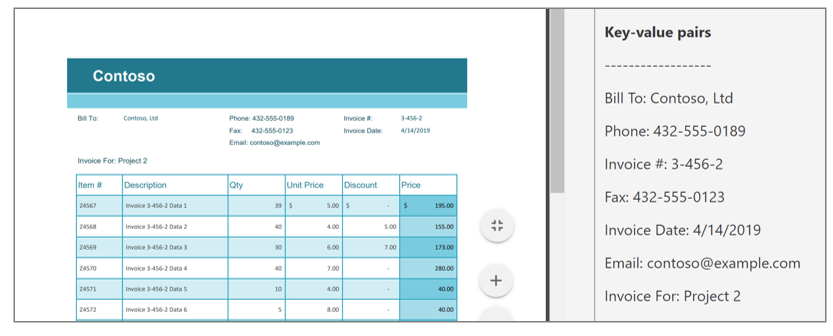 Contoso
Bill To: Contoso, Ltd Phone: 432-555-0189 Invoice #: 3-456-2
Fax: 432-555-0123 Invoice Date: 4/14/2019
Email: contoso@example.com
Invoice For: Project 2
Item # Description Qty Unit Price Discount Price
Z4567 Invoice 3-456-2 Data 1 39 $ 5.00 $ - $ 195.00
Z4568 Invoice 3-456-2 Data 2 40 4.00 5.00 155.00
Z4569 Invoice 3-456-2 Data 3 30 6.00 7.00 173.00
Z4570 Invoice 3-456-2 Data 4 40 7.00 - 280.00
Z4571 Invoice 3-456-2 Data 5 10 4.00 - 40.00
Z4572 Invoice 3-456-2 Data 6 5 8.00 - 40.00
Key-value pairs
------------------
Bill To: Contoso, Ltd
Phone: 432-555-0189
Invoice #: 3-456-2
Fax: 432-555-0123
Invoice Date: 4/14/2019
Email: contoso@example.com
Invoice For: Project 2